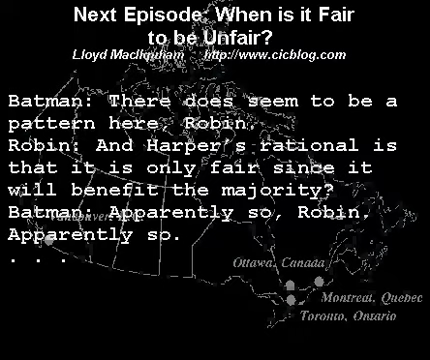 Next Episode: When is it Fair
to be Unfair?
Lloyd MacIlquham http://www.cicblog.com/
Batman: There does seem to be a
pattern here, Robin.
Robin: And Harper's rational is
that it is only fair since it
will benefit the majority?
Batman: Apparently so, Robin.
Apparently so.
. . .
Vancouver
Ottawa, Canada
Montreal, Quebec
Toronto, Ontario